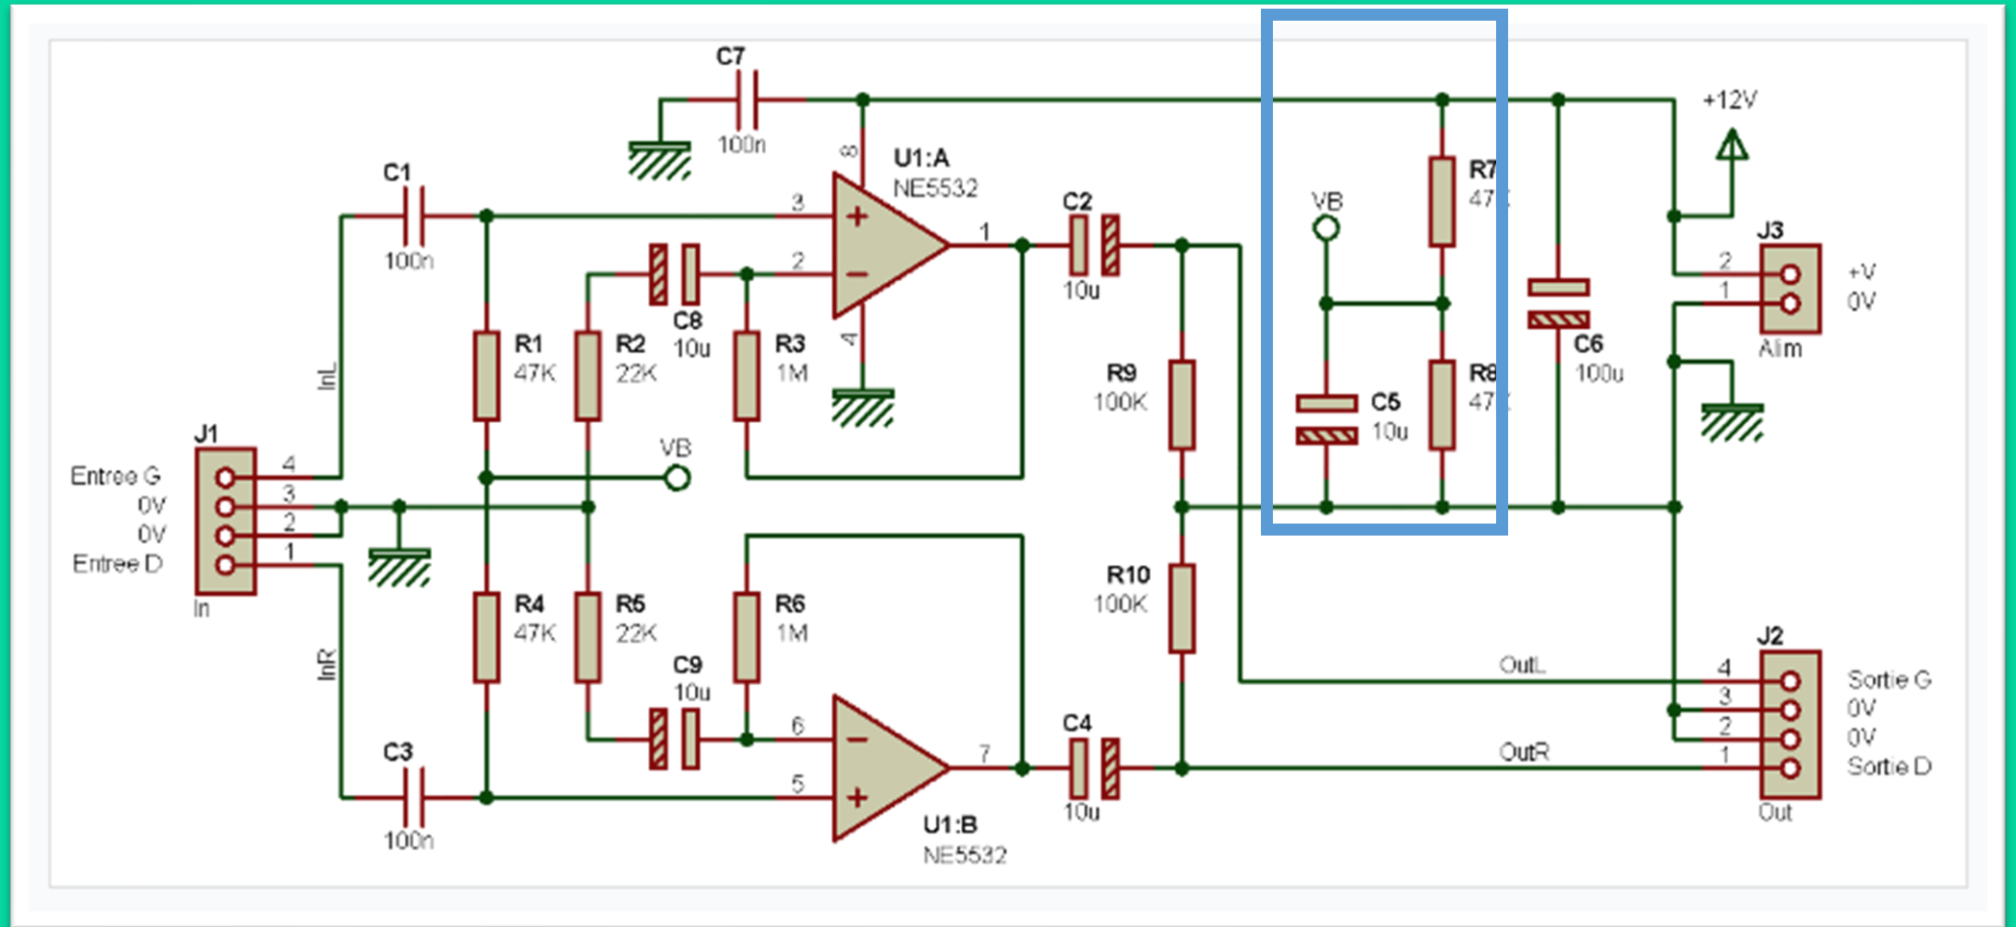 C7
100n
+12V
C1
100n
8
U1:A
NE5532
3
2
1
4
C2
10u
VB
R7
47
J3
2
1
+V
0V
Alim
C8
10u
R1
47K
R2
22K
R3
1M
InL
R9
100K
C5
10u
R8
47
C6
100u
J1
Entree G
0V
0V
Entree D
4
3
2
1
In
VB
R4
47K
R5
22K
R6
1M
R10
100K
InR
C9
10u
C3
100n
6
5
7
U1:B
NE5532
C4
10u
OutL
OutR
J2
4
3
2
1
Sortie G
0V
0V
Sortie D
Out